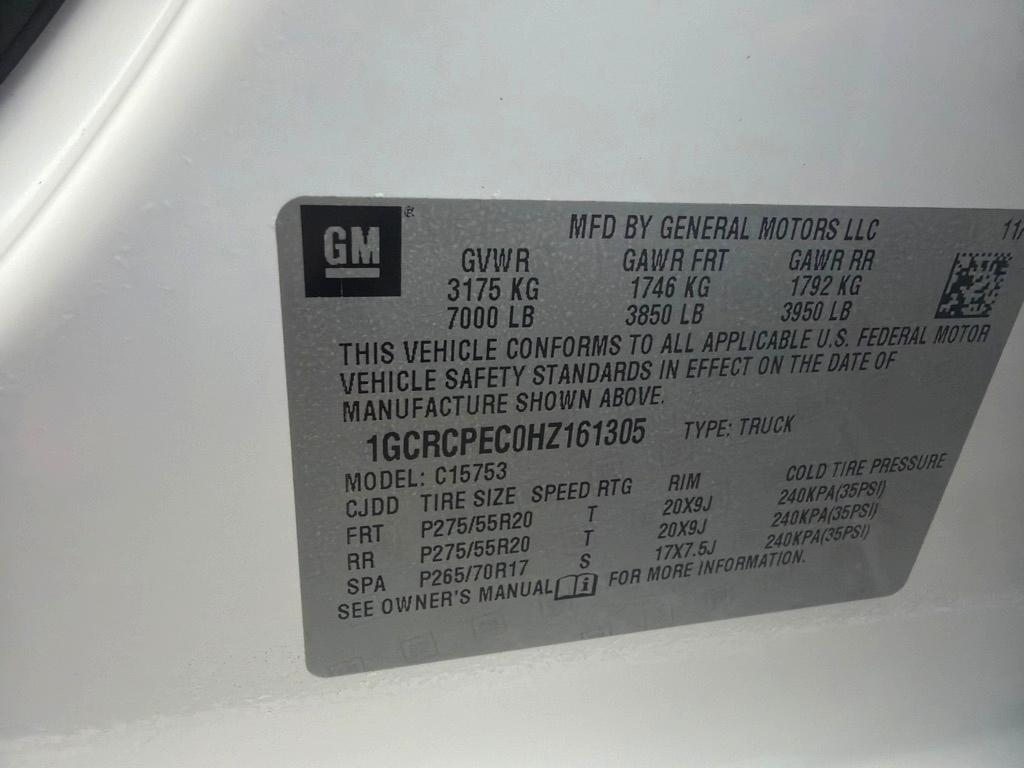 GM ®
MFD BY GENERAL MOTORS LLC 11/
GVWR GAWR FRT GAWR RR
3175 KG 1746 KG 1792 KG
7000 LB 3850 LB 3950 LB
THIS VEHICLE CONFORMS TO ALL APPLICABLE U.S. FEDERAL MOTOR
VEHICLE SAFETY STANDARDS IN EFFECT ON THE DATE OF
MANUFACTURE SHOWN ABOVE.
1GCRCPEC0HZ161305 TYPE: TRUCK
MODEL: C15753
CJDD TIRE SIZE SPEED RTG RIM COLD TIRE PRESSURE
FRT P275/55R20 T 20X9J 240KPA(35PSI)
RR P275/55R20 T 20X9J 240KPA(35PSI)
SPA P265/70R17 S 17X7.5J 240KPA(35PSI)
SEE OWNER'S MANUAL FOR MORE INFORMATION.